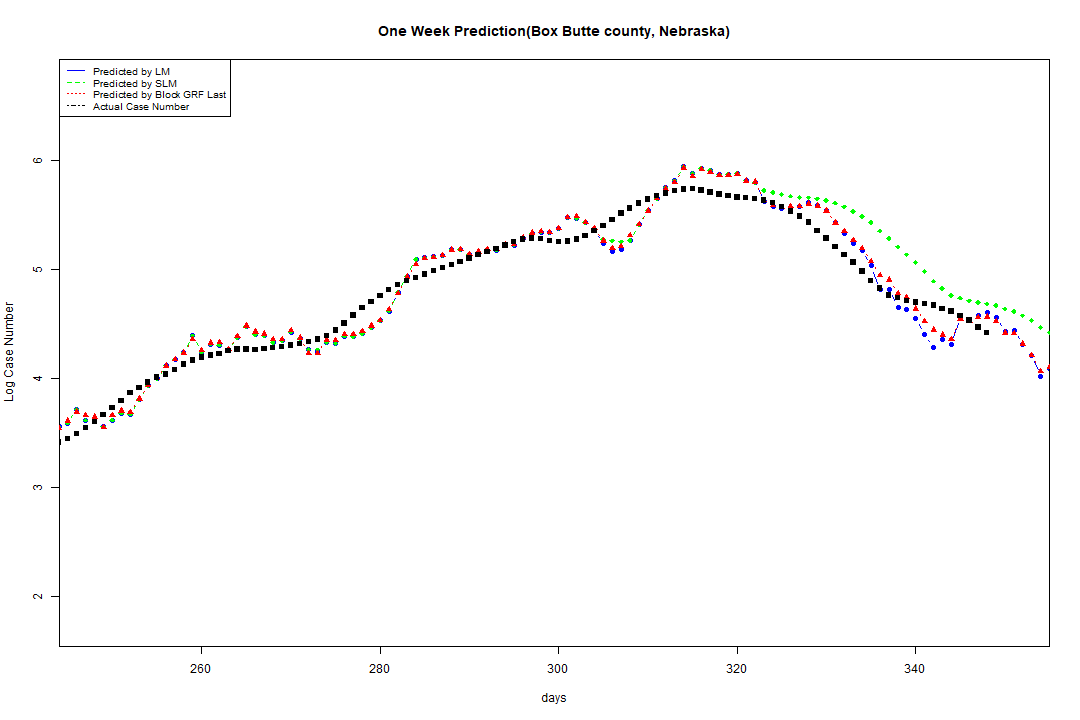 One Week Prediction(Box Butte county, Nebraska)
Predicted by LM
Predicted by SLM
Predicted by Block GRF Last
Actual Case Number
6
5
4
3
2
Log Case Number
260
280
300
320
340
days